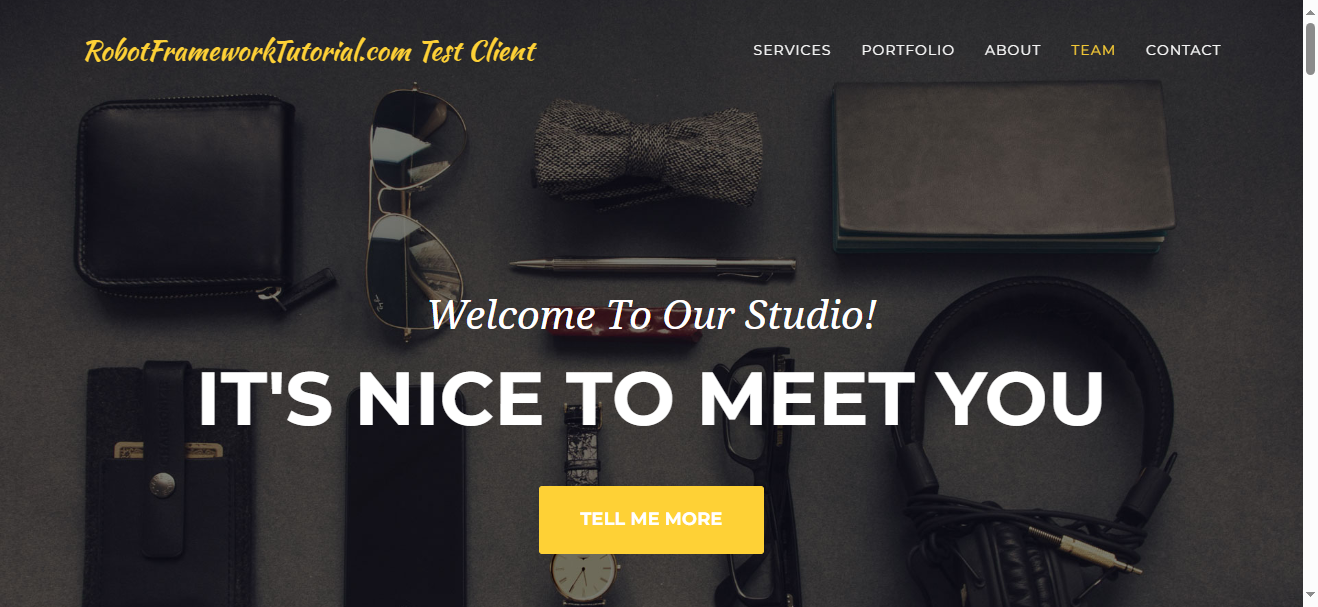 RobotFrameworkTutorial.com Test Client
SERVICES PORTFOLIO ABOUT TEAM CONTACT
Welcome To Our Studio!
IT'S NICE TO MEET YOU
TELL ME MORE